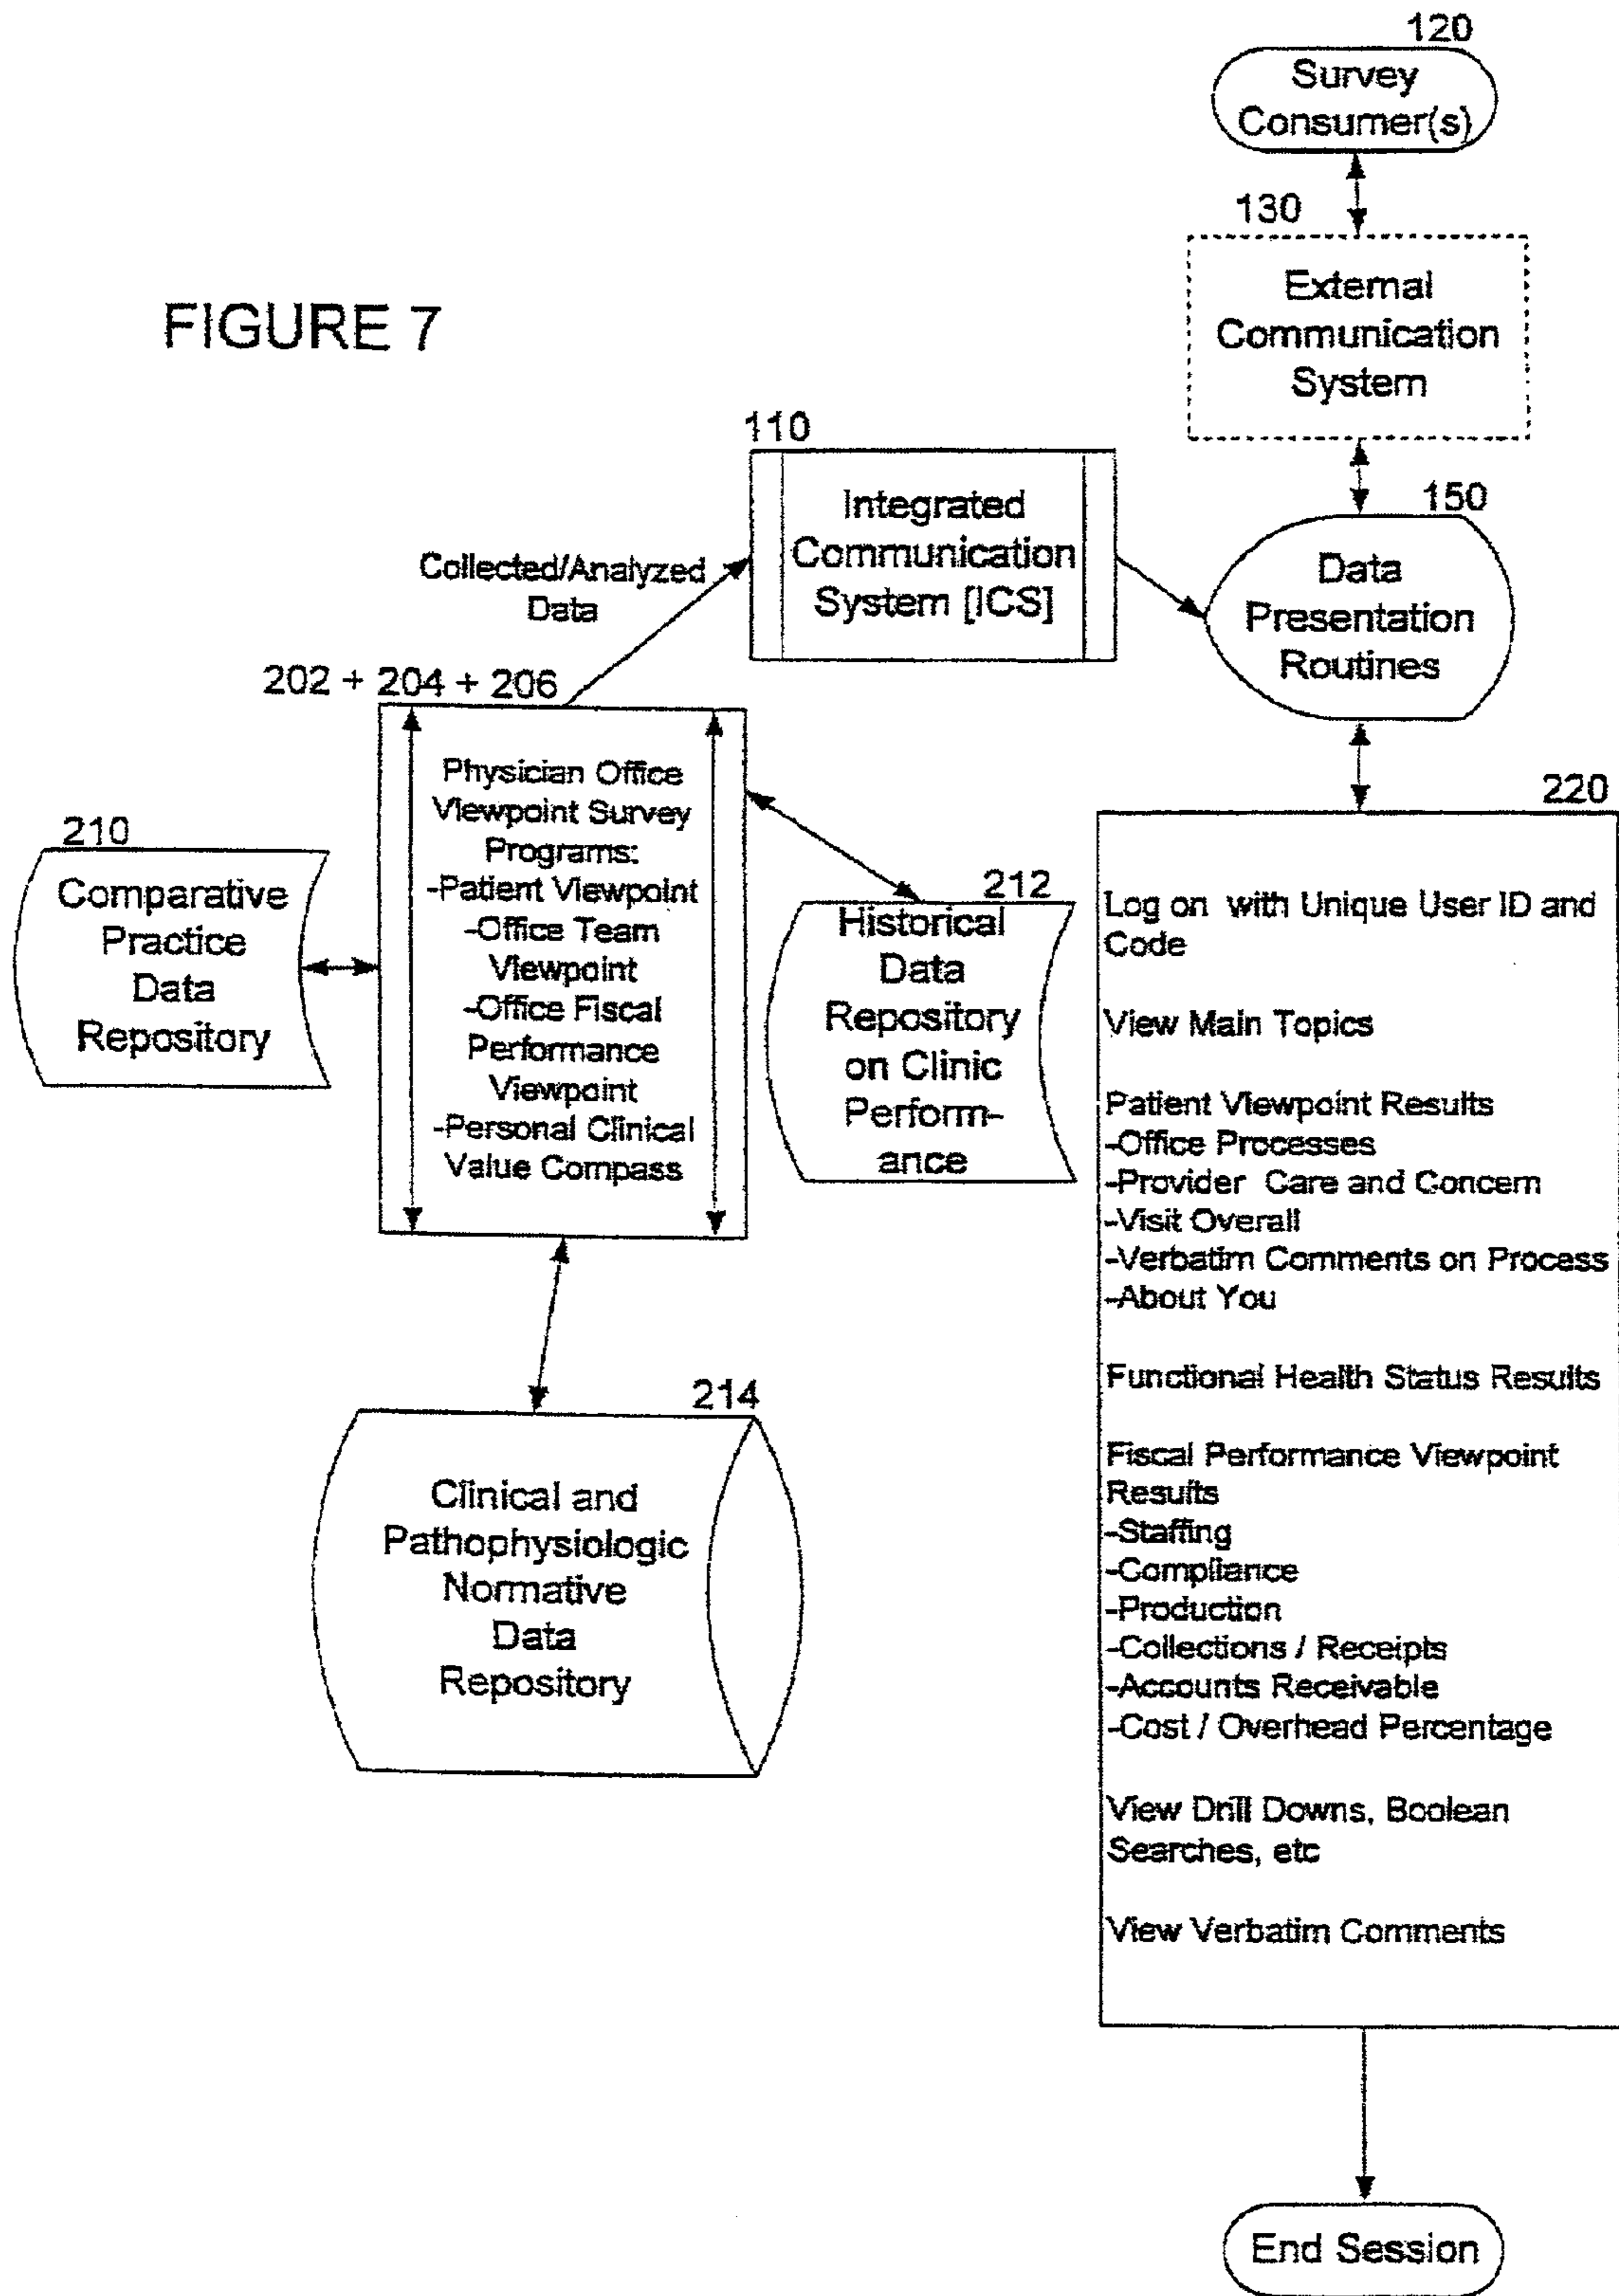 120
Survey
Consumer(s)
130
External
Communication
System
FIGURE 7
110
Integrated
Communication
System [ICS]
150
Data
Presentation
Routines
Collected/Analyzed
Data
202 + 204 + 206
Physician Office
Viewpoint Survey
Programs:
-Patient Viewpoint
-Office Team
Viewpoint
-Office Fiscal
Performance
Viewpoint
-Personal Clinical
Value Compass
210
Comparative
Practice
Data
Repository
212
Historical
Data
Repository
on Clinic
Perform-
ance
214
Clinical and
Pathophysiologic
Normative
Data
Repository
220
Log on with Unique User ID and
Code
View Main Topics
Patient Viewpoint Results
-Office Processes
-Provider Care and Concern
-Visit Overall
-Verbatim Comments on Process
-About You
Functional Health Status Results
Fiscal Performance Viewpoint
Results
-Staffing
-Compliance
-Production
-Collections / Receipts
-Accounts Receivable
-Cost / Overhead Percentage
View Drill Downs, Boolean
Searches, etc
View Verbatim Comments
End Session